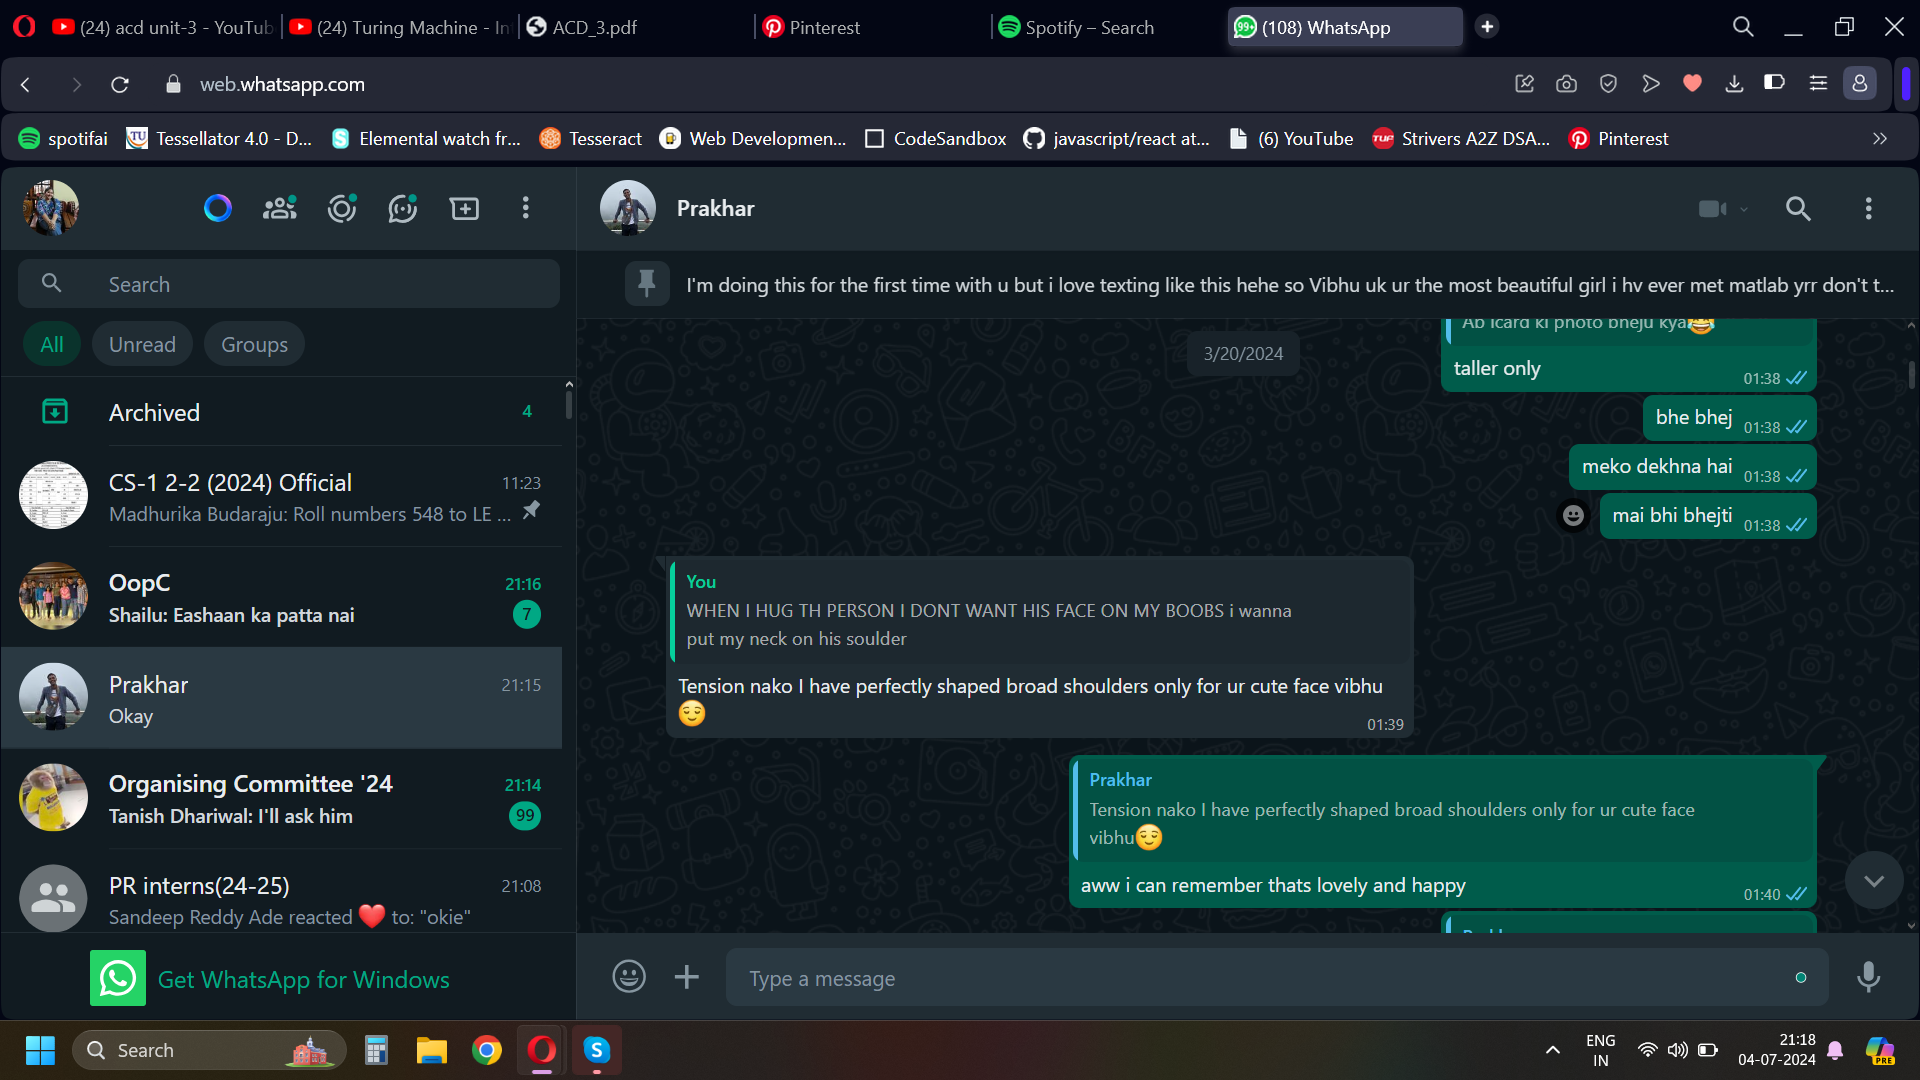 (24) acd unit-3 - YouTub
(24) Turing Machine - In
ACD_3.pdf
Pinterest
Spotify – Search
(108) WhatsApp
web.whatsapp.com
spotifai
Tessellator 4.0 - D...
Elemental watch fr...
Tesseract
Web Developmen...
CodeSandbox
javascript/react at...
(6) YouTube
Strivers A2Z DSA...
Pinterest
Search
All
Unread
Groups
Archived
4
CS-1 2-2 (2024) Official
11:23
Madhurika Budaraju: Roll numbers 548 to LE ...
OopC
21:16
Shailu: Eashaan ka patta nai
7
Prakhar
21:15
Okay
Organising Committee '24
21:14
Tanish Dhariwal: I'll ask him
99
PR interns(24-25)
21:08
Sandeep Reddy Ade reacted ❤️ to: "okie"
Get WhatsApp for Windows
Prakhar
I'm doing this for the first time with u but i love texting like this hehe so Vibhu uk ur the most beautiful girl i hv ever met matlab yrr don't t...
3/20/2024
Ab icard ki photo bheju kya😂
taller only
01:38
bhe bhej
01:38
meko dekhna hai
01:38
mai bhi bhejti
01:38
You
WHEN I HUG TH PERSON I DONT WANT HIS FACE ON MY BOOBS i wanna
put my neck on his soulder
Tension nako I have perfectly shaped broad shoulders only for ur cute face vibhu
😌
01:39
Prakhar
Tension nako I have perfectly shaped broad shoulders only for ur cute face
vibhu😌
aww i can remember thats lovely and happy
01:40
Type a message
Search
ENG
IN
21:18
04-07-2024
PRE